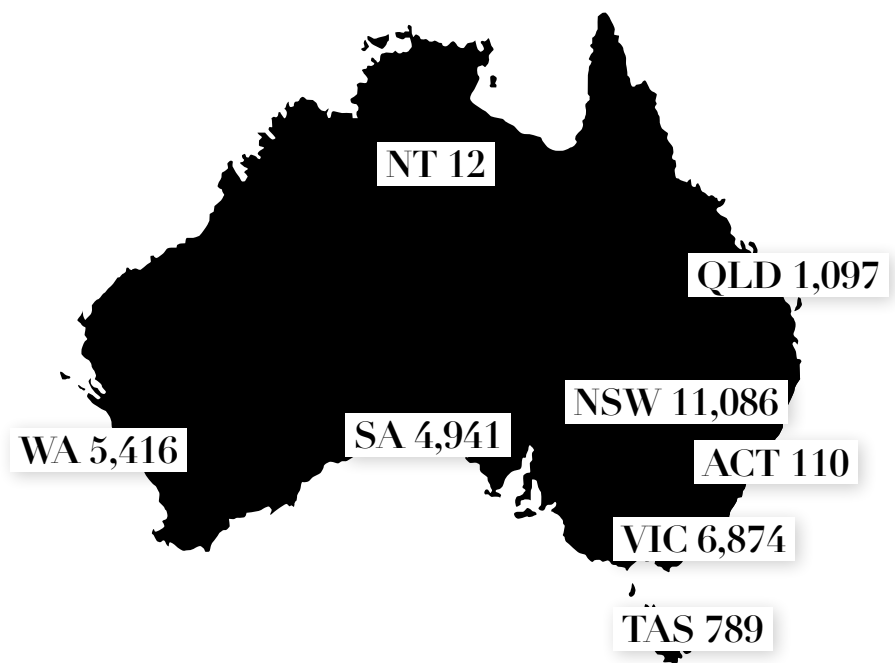 NT 12
QLD 1,097
NSW 11,086
SA 4,941
WA 5,416
ACT 110
VIC 6,874
TAS 789